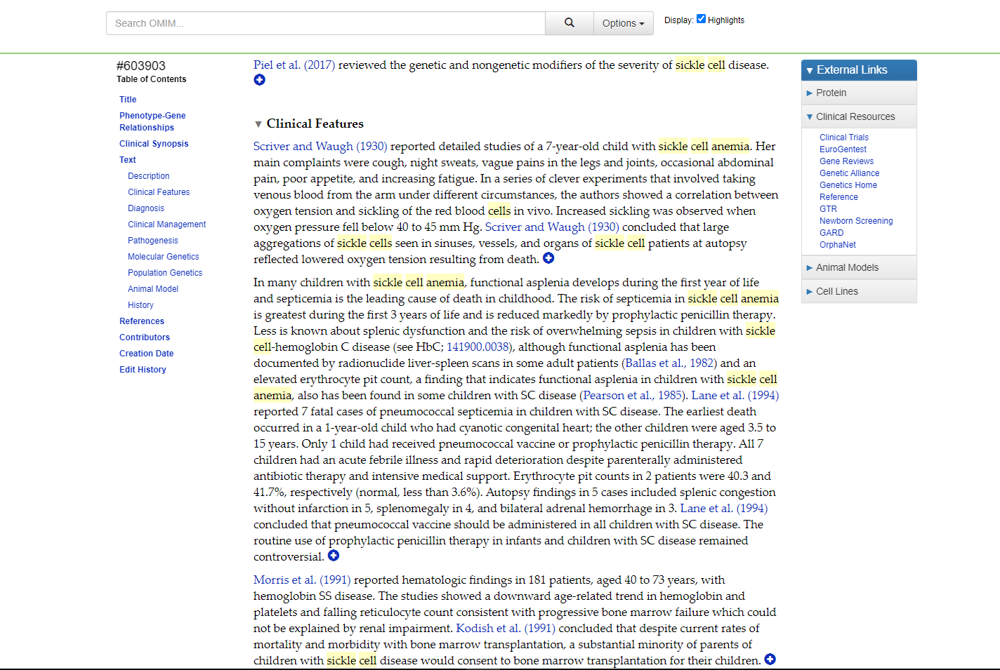 Search OMIM...
Options
Display: Highlights
#603903
Table of Contents
Title
Phenotype-Gene
Relationships
Clinical Synopsis
Text
Description
Clinical Features
Diagnosis
Clinical Management
Pathogenesis
Molecular Genetics
Population Genetics
Animal Model
History
References
Contributors
Creation Date
Edit History
Piel et al. (2017) reviewed the genetic and nongenetic modifiers of the severity of sickle cell disease.
Clinical Features
Scriver and Waugh (1930) reported detailed studies of a 7-year-old child with sickle cell anemia. Her
main complaints were cough, night sweats, vague pains in the legs and joints, occasional abdominal
pain, poor appetite, and increasing fatigue. In a series of clever experiments that involved taking
venous blood from the arm under different circumstances, the authors showed a correlation between
oxygen tension and sickling of the red blood cells in vivo. Increased sickling was observed when
oxygen pressure fell below 40 to 45 mm Hg. Scriver and Waugh (1930) concluded that large
aggregations of sickle cells seen in sinuses, vessels, and organs of sickle cell patients at autopsy
reflected lowered oxygen tension resulting from death.
In many children with sickle cell anemia, functional asplenia develops during the first year of life
and septicemia is the leading cause of death in childhood. The risk of septicemia in sickle cell anemia
is greatest during the first 3 years of life and is reduced markedly by prophylactic penicillin therapy.
Less is known about splenic dysfunction and the risk of overwhelming sepsis in children with sickle
cell-hemoglobin C disease (see HbC; 141900.0038), although functional asplenia has been
documented by radionuclide liver-spleen scans in some adult patients (Ballas et al., 1982) and an
elevated erythrocyte pit count, a finding that indicates functional asplenia in children with sickle cell
anemia, also has been found in some children with SC disease (Pearson et al., 1985). Lane et al. (1994)
reported 7 fatal cases of pneumococcal septicemia in children with SC disease. The earliest death
occurred in a 1-year-old child who had cyanotic congenital heart; the other children were aged 3.5 to
15 years. Only 1 child had received pneumococcal vaccine or prophylactic penicillin therapy. All 7
children had an acute febrile illness and rapid deterioration despite parenterally administered
antibiotic therapy and intensive medical support. Erythrocyte pit counts in 2 patients were 40.3 and
41.7%, respectively (normal, less than 3.6%). Autopsy findings in 5 cases included splenic congestion
without infarction in 5, splenomegaly in 4, and bilateral adrenal hemorrhage in 3. Lane et al. (1994)
concluded that pneumococcal vaccine should be administered in all children with SC disease. The
routine use of prophylactic penicillin therapy in infants and children with SC disease remained
controversial.
Morris et al. (1991) reported hematologic findings in 181 patients, aged 40 to 73 years, with
hemoglobin SS disease. The studies showed a downward age-related trend in hemoglobin and
platelets and falling reticulocyte count consistent with progressive bone marrow failure which could
not be explained by renal impairment. Kodish et al. (1991) concluded that despite current rates of
mortality and morbidity with bone marrow transplantation, a substantial minority of parents of
children with sickle cell disease would consent to bone marrow transplantation for their children.
External Links
Protein
Clinical Resources
Clinical Trials
EuroGentest
Gene Reviews
Genetic Alliance
Genetics Home
Reference
GTR
Newborn Screening
GARD
OrphaNet
Animal Models
Cell Lines